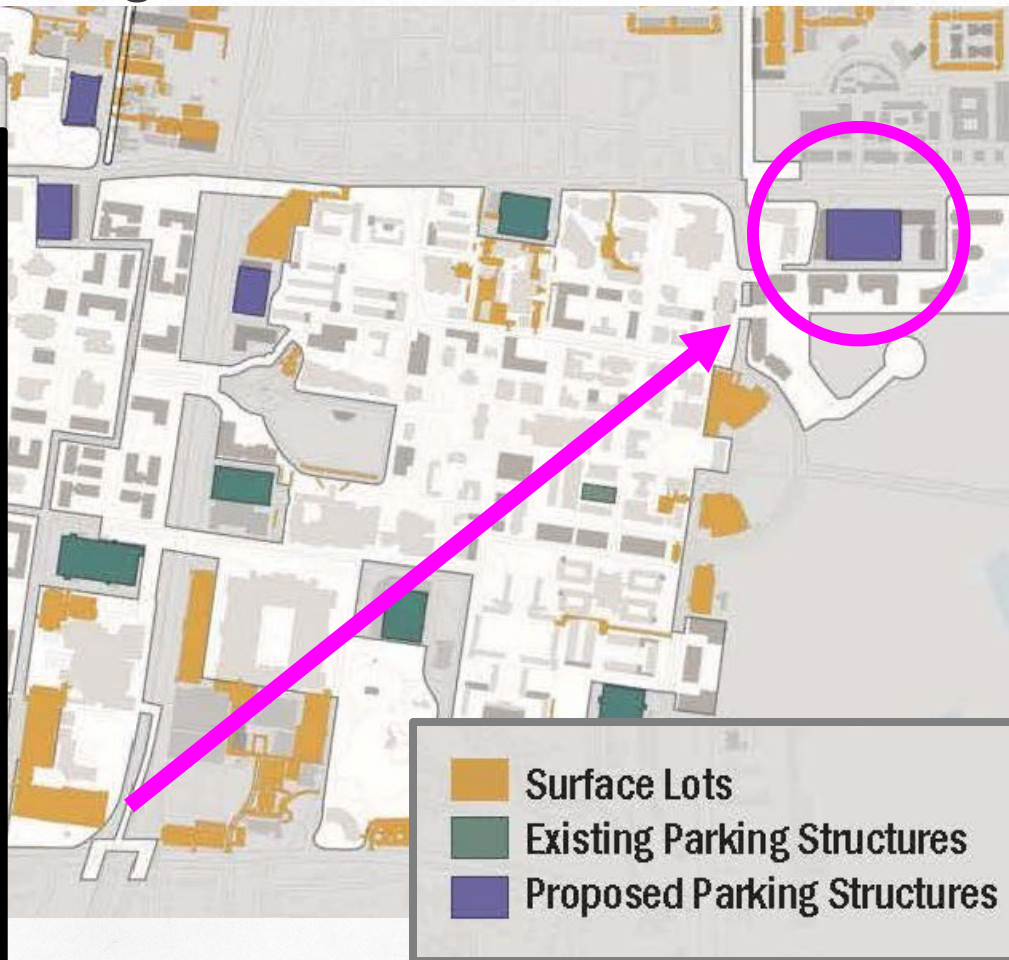 Surface Lots
Existing Parking Structures
Proposed Parking Structures